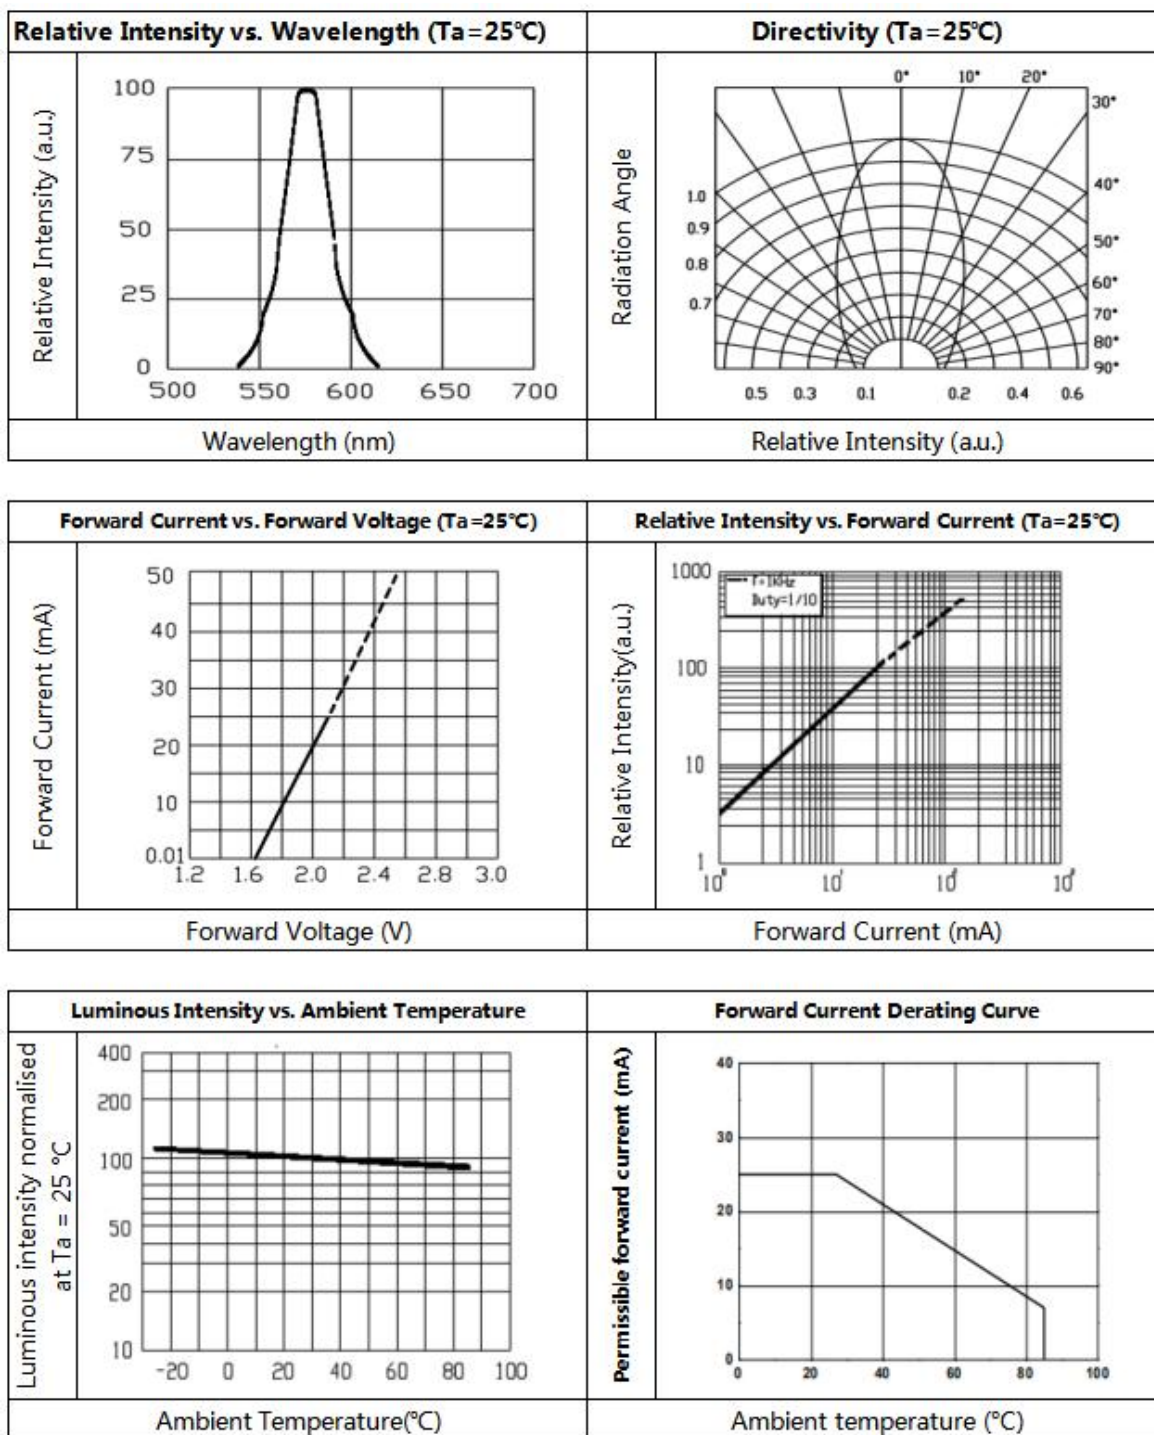 Relative Intensity vs. Wavelength (Ta=25℃)
Directivity (Ta=25℃)
Relative Intensity (a.u.)
100
75
50
25
0
500 550 600 650 700
Wavelength (nm)
Radiation Angle
0° 10° 20°
30°
40°
50°
60°
70°
80°
90°
1.0
0.9
0.8
0.7
0.5 0.3 0.1 0.2 0.4 0.6
Relative Intensity (a.u.)
Forward Current vs. Forward Voltage (Ta=25℃)
Relative Intensity vs. Forward Current (Ta=25℃)
Forward Current (mA)
50
40
30
20
10
0.01
1.2 1.6 2.0 2.4 2.8 3.0
Forward Voltage (V)
Relative Intensity(a.u.)
1000
100
10
1
F=1KHz
Duty=1/10
10⁰ 10¹ 10² 10³
Forward Current (mA)
Luminous Intensity vs. Ambient Temperature
Forward Current Derating Curve
Luminous intensity normalised
at Ta = 25 ℃
400
200
100
50
20
10
-20 0 20 40 60 80 100
Ambient Temperature(℃)
Permissible forward current (mA)
40
30
20
10
0
0 20 40 60 80 100
Ambient temperature (℃)